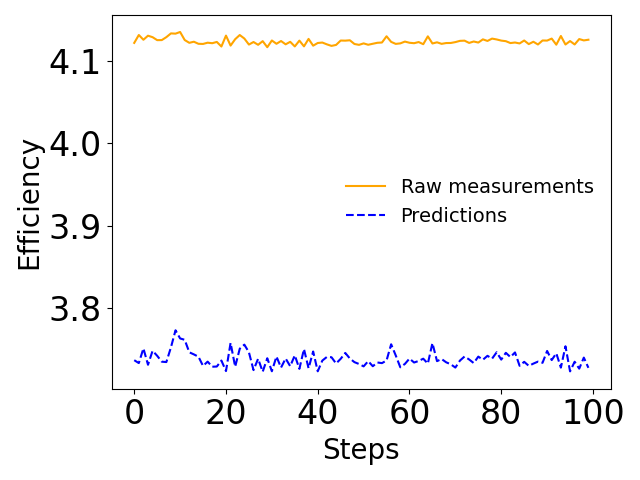 4.1
4.0
3.9
3.8
Efficiency
Raw measurements
Predictions
0 20 40 60 80 100
Steps